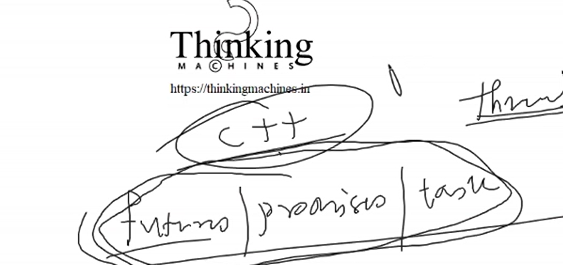 Thinking
MACHINES
https://thinkingmachines.in
C++
futures | promises | task